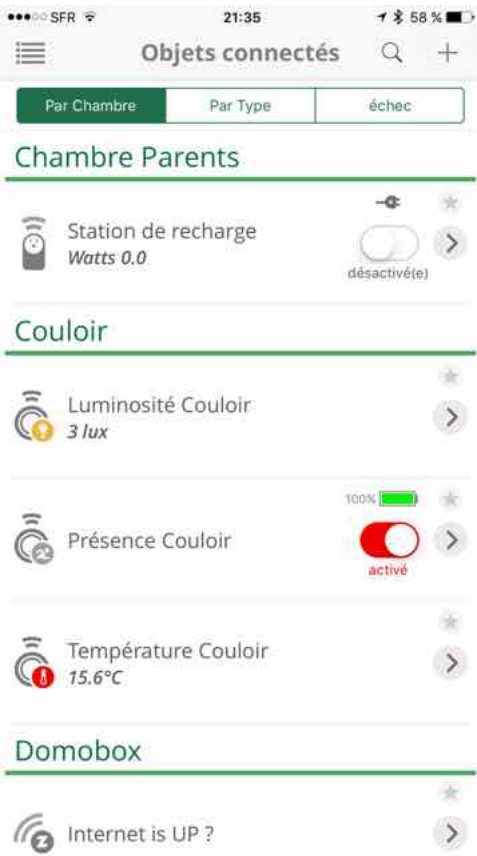 SFR 21:35 58 %
Objets connectés
Par Chambre Par Type échec
Chambre Parents
Station de recharge
Watts 0.0
désactivé(e)
Couloir
Luminosité Couloir
3 lux
100%
Présence Couloir
activé
Température Couloir
15.6°C
Domobox
Internet is UP ?